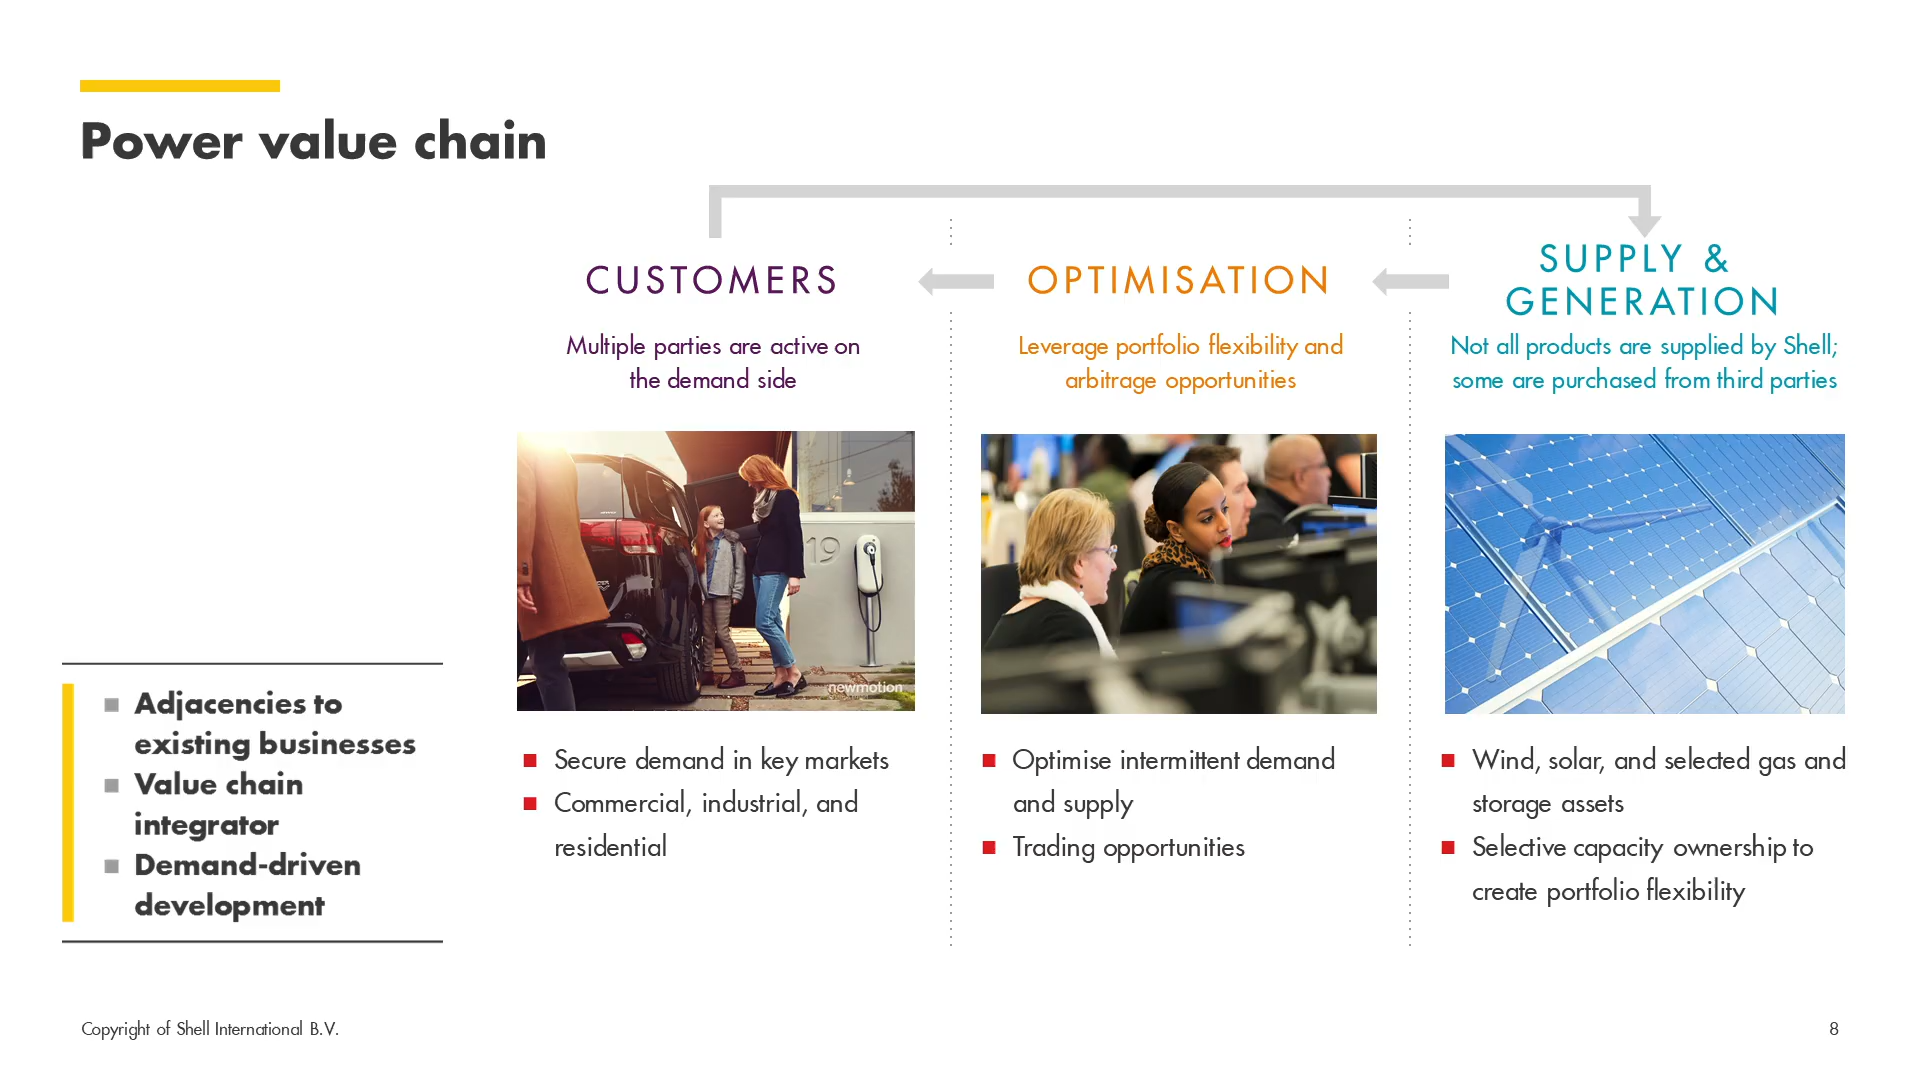 Power value chain
CUSTOMERS
Multiple parties are active on
the demand side
newmotion
19
Secure demand in key markets
Commercial, industrial, and
residential
OPTIMISATION
Leverage portfolio flexibility and
arbitrage opportunities
Optimise intermittent demand
and supply
Trading opportunities
SUPPLY &
GENERATION
Not all products are supplied by Shell;
some are purchased from third parties
Wind, solar, and selected gas and
storage assets
Selective capacity ownership to
create portfolio flexibility
Adjacencies to
existing businesses
Value chain
integrator
Demand-driven
development
Copyright of Shell International B.V.
8